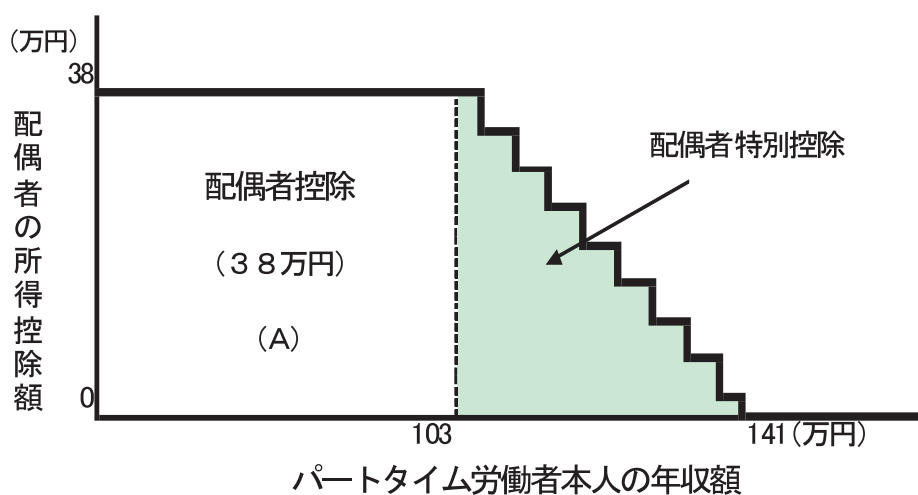 （万円）
38
配偶者の所得控除額
0
配偶者控除
（３８万円）
（Ａ）
配偶者特別控除
103
141（万円）
パートタイム労働者本人の年収額